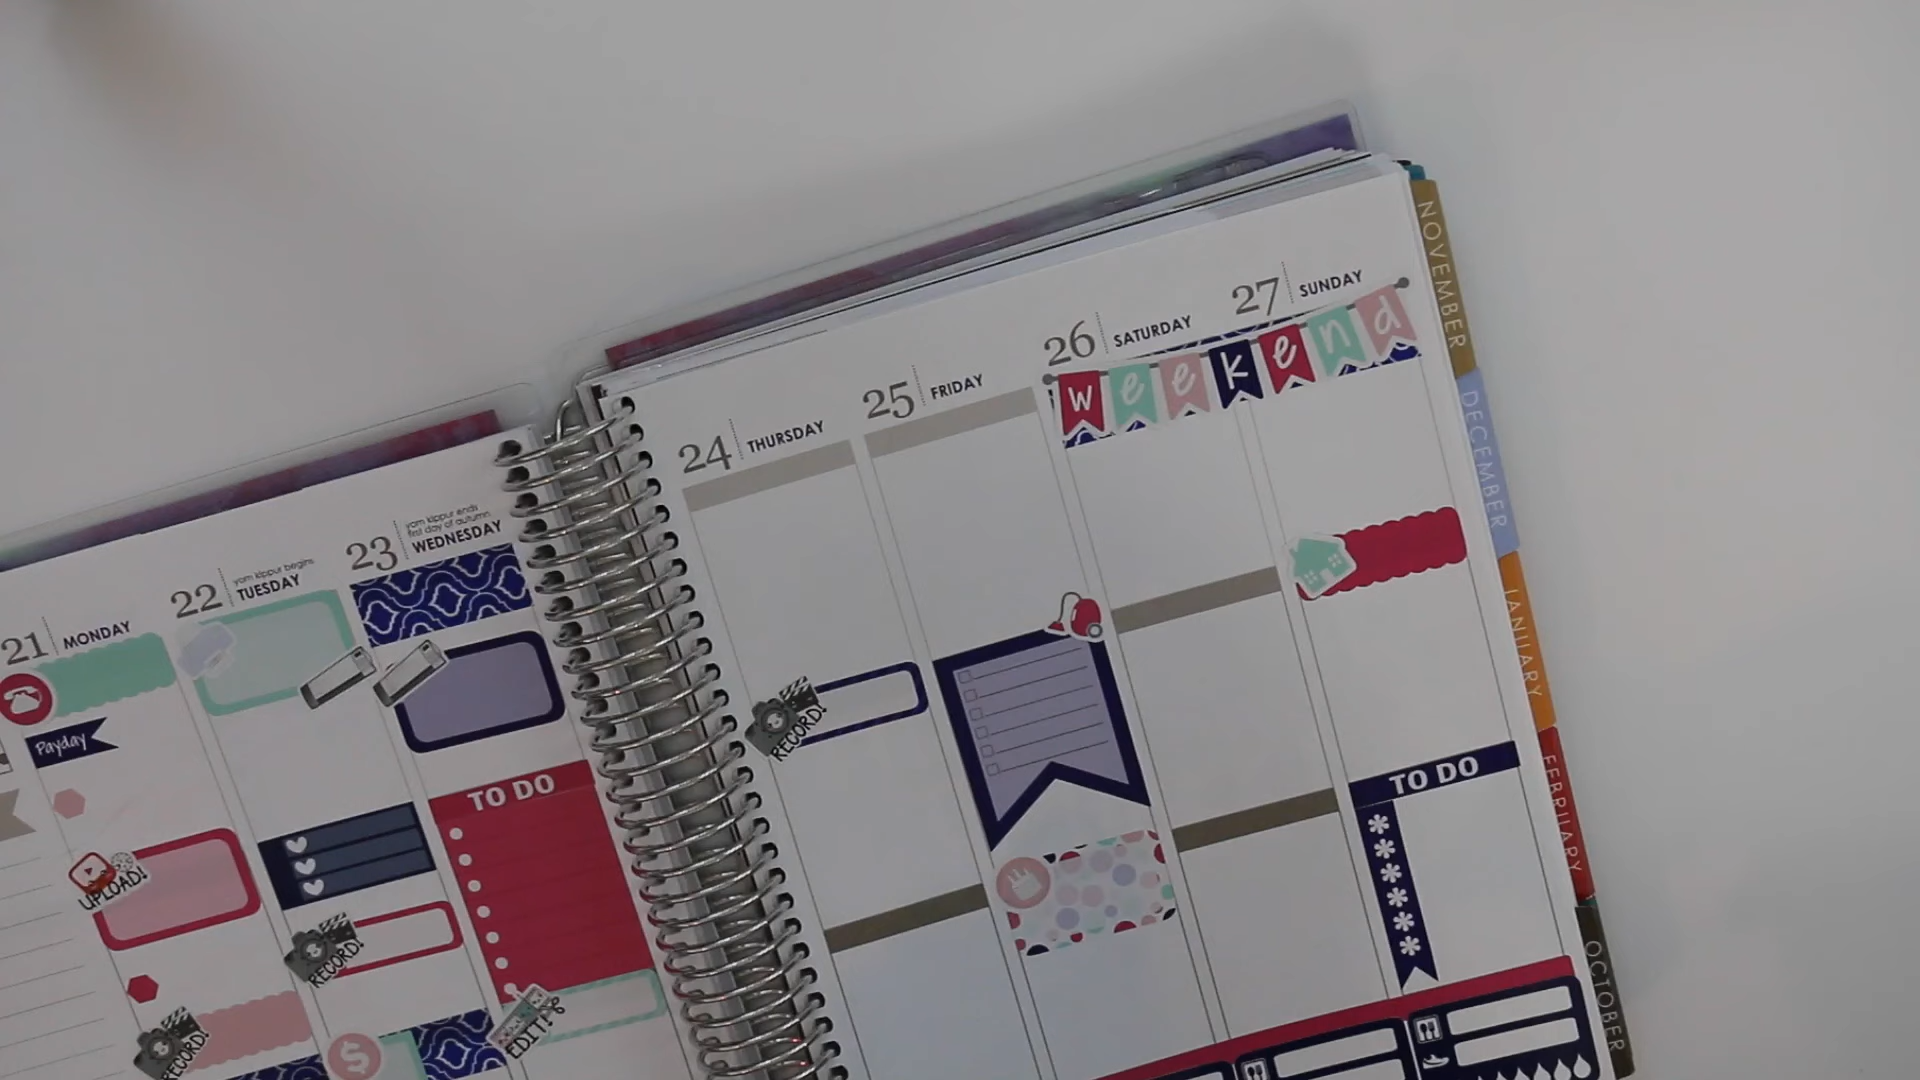 21 MONDAY
Payday
UPLOAD!
RECORD!
22 yom kippur begins
TUESDAY
RECORD!
$
23 yom kippur ends
first day of autumn
WEDNESDAY
TO DO
EDIT!
24 THURSDAY
RECORD!
25 FRIDAY
26 SATURDAY
27 SUNDAY
weekend
TO DO
NOVEMBER
DECEMBER
JANUARY
FEBRUARY
OCTOBER